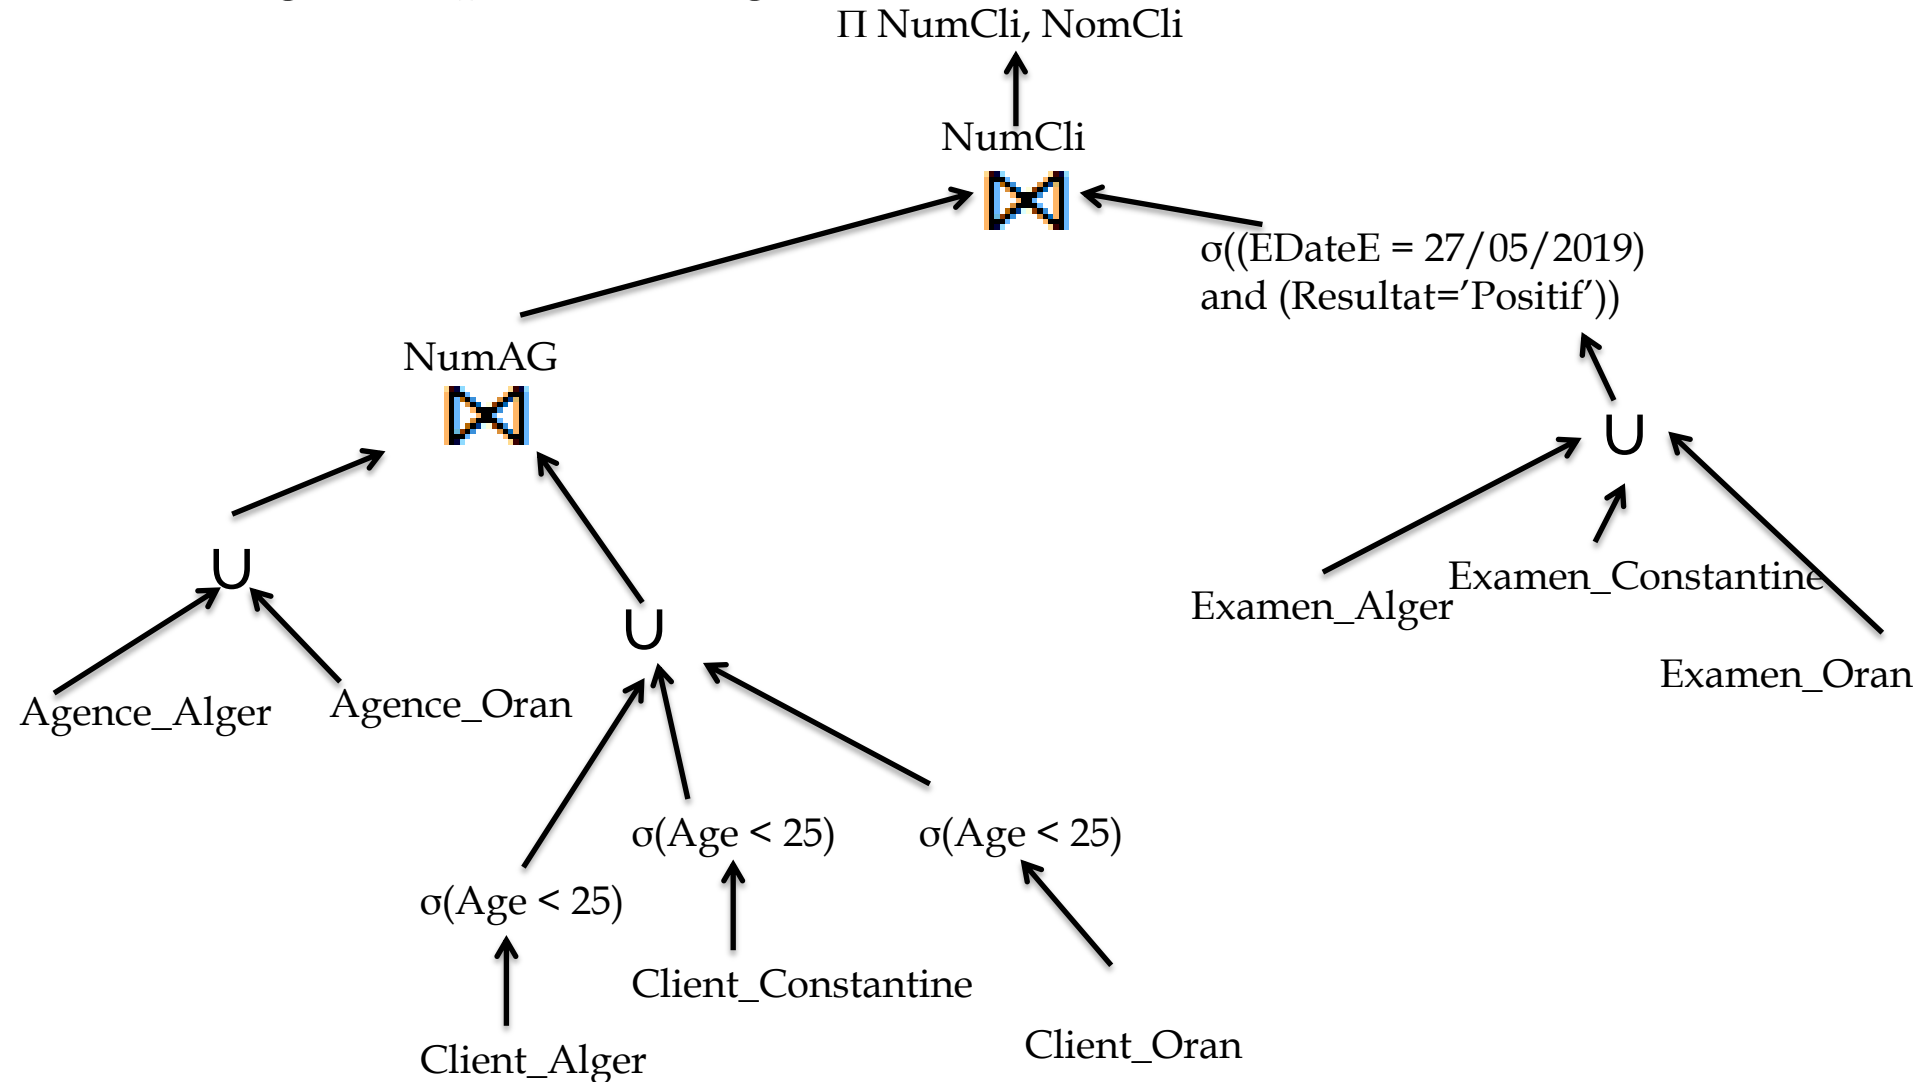 Π NumCli, NomCli
NumCli
σ((EDateE = 27/05/2019)
and (Resultat=’Positif’))
NumAG
∪
∪
Examen_Constantine
Examen_Alger
∪
Examen_Oran
Agence_Alger
Agence_Oran
σ(Age < 25)
σ(Age < 25)
σ(Age < 25)
Client_Constantine
Client_Oran
Client_Alger